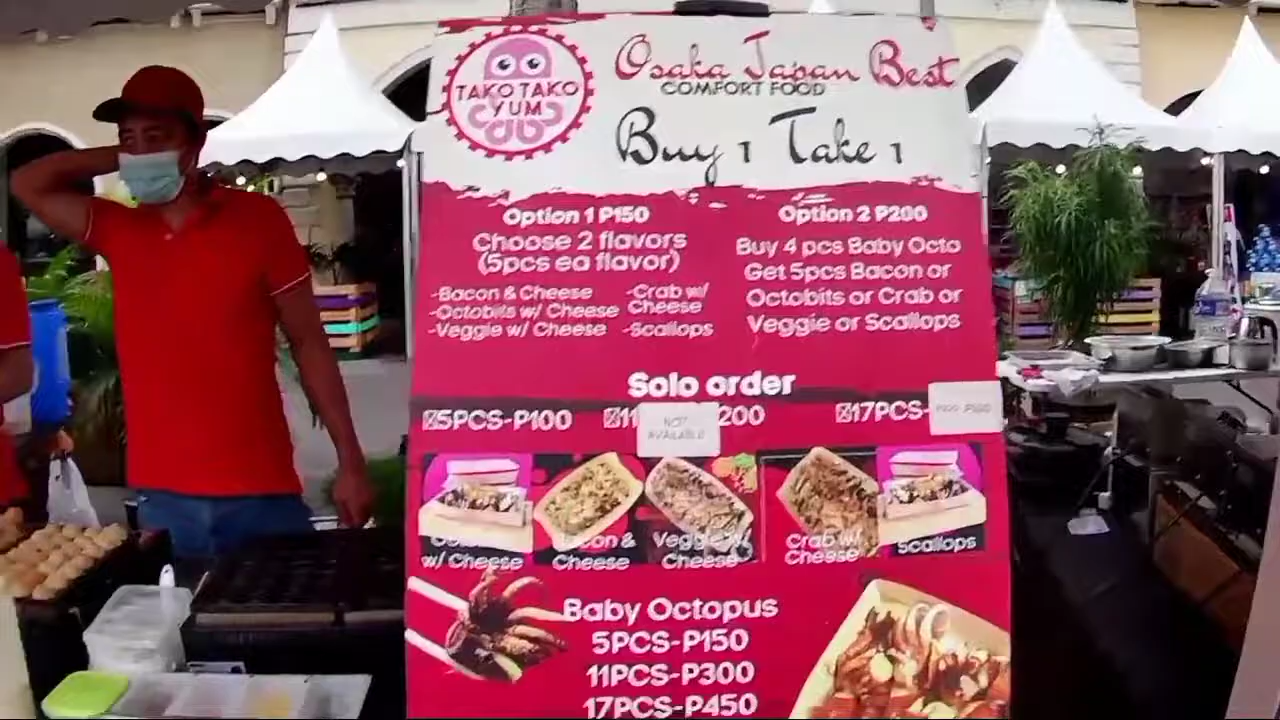 TAKO TAKO
YUM
Osaka Japan Best
COMFORT FOOD
Buy 1 Take 1
Option 1 P150
Choose 2 flavors
(5pcs ea flavor)
-Bacon & Cheese
-Octobits w/ Cheese
-Veggie w/ Cheese
-Crab w/
Cheese
-Scallops
Option 2 P200
Buy 4 pcs Baby Octo
Get 5pcs Bacon or
Octobits or Crab or
Veggie or Scallops
Solo order
5PCS-P100
11
200
17PCS-
NOT
AVAILABLE
w/ Cheese
Bacon &
Cheese
Veggie w/
Cheese
Crab w/
Cheese
Scallops
Baby Octopus
5PCS-P150
11PCS-P300
17PCS-P450